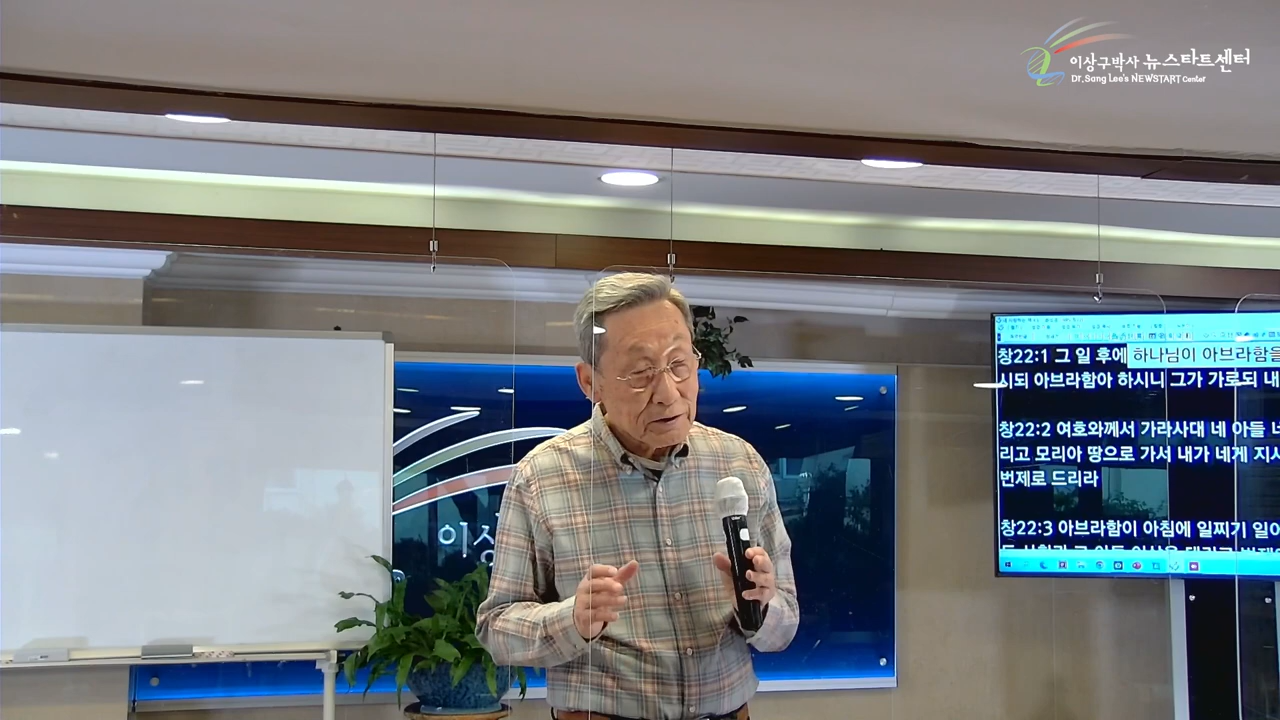 이상구박사 뉴스타트센터
Dr. Sang Lee's NEWSTART Center
창22:1 그 일 후에 하나님이 아브라함을
시되 아브라함아 하시니 그가 가로되 내
창22:2 여호와께서 가라사대 네 아들 너
리고 모리아 땅으로 가서 내가 네게 지시
번제로 드리라
창22:3 아브라함이 아침에 일찌기 일어
이상